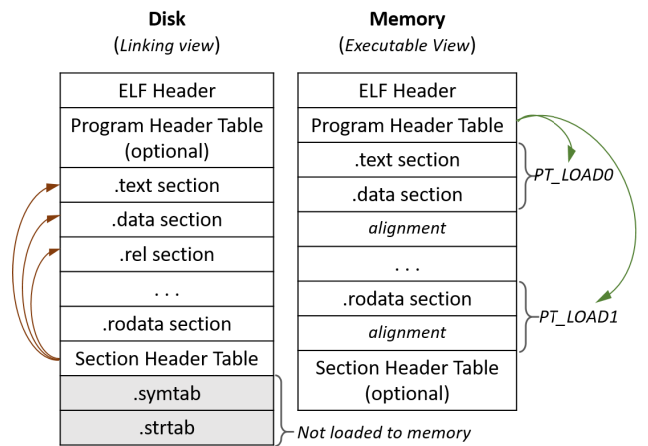 Disk
(Linking view)
ELF Header
Program Header Table
(optional)
.text section
.data section
.rel section
. . .
.rodata section
Section Header Table
.symtab
.strtab
Memory
(Executable View)
ELF Header
Program Header Table
.text section
.data section
alignment
. . .
.rodata section
alignment
Section Header Table
(optional)
PT_LOAD0
PT_LOAD1
Not loaded to memory